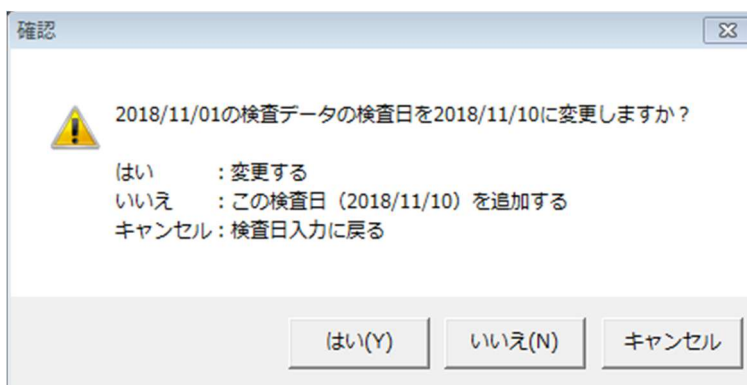 確認
2018/11/01の検査データの検査日を2018/11/10に変更しますか？
はい　　　：変更する
いいえ　　：この検査日（2018/11/10）を追加する
キャンセル：検査日入力に戻る
はい(Y)
いいえ(N)
キャンセル